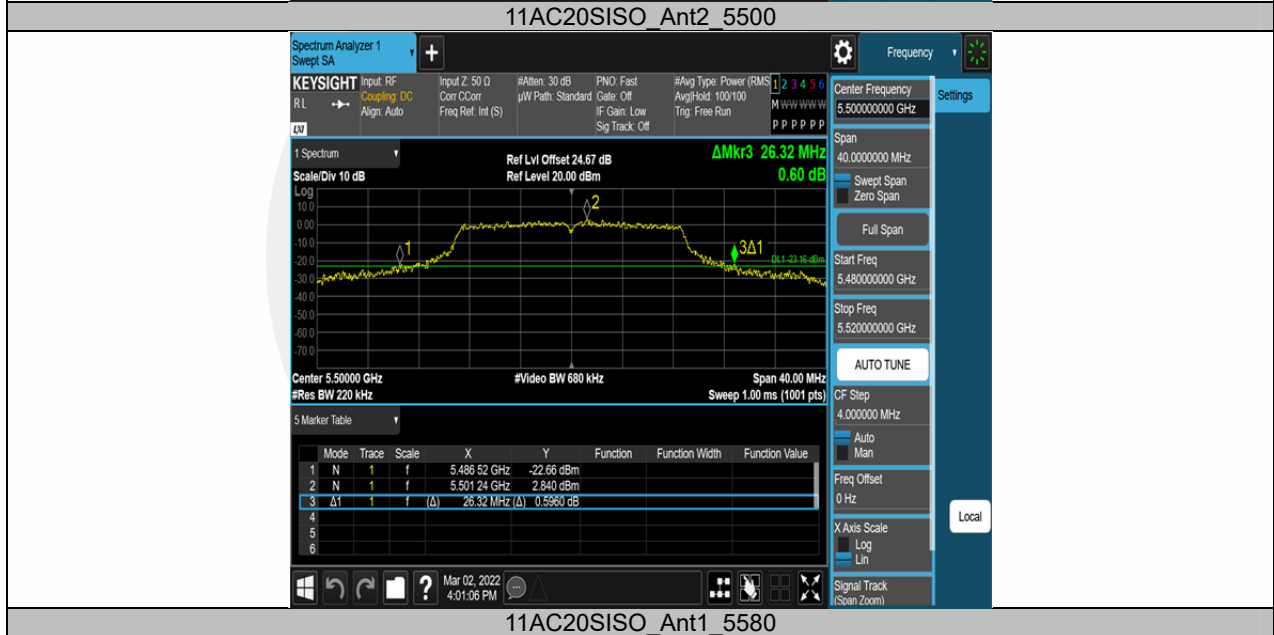 11AC20SISO_Ant2_5500
Spectrum Analyzer 1
Swept SA
+
Frequency
KEYSIGHT Input: RF Input Z: 50 Ω #Atten: 30 dB PNO: Fast #Avg Type: Power (RMS 1 2 3 4 5 6
RL Coupling: DC Corr CCorr µW Path: Standard Gate: Off Avg|Hold: 100/100 M W W W W W
Align: Auto Freq Ref: Int (S) IF Gain: Low Trig: Free Run
LXI Sig Track: Off P P P P P P
1 Spectrum
Ref Lvl Offset 24.67 dB ΔMkr3 26.32 MHz
Scale/Div 10 dB Ref Level 20.00 dBm 0.60 dB
Log
10.0
0.00
-10.0
-20.0
-30.0
-40.0
-50.0
-60.0
-70.0
1
2
3Δ1
DL1 -23.16 dBm
Center 5.50000 GHz #Video BW 680 kHz Span 40.00 MHz
#Res BW 220 kHz Sweep 1.00 ms (1001 pts)
5 Marker Table
Mode Trace Scale X Y Function Function Width Function Value
1 N 1 f 5.486 52 GHz -22.66 dBm
2 N 1 f 5.501 24 GHz 2.840 dBm
3 Δ1 1 f (Δ) 26.32 MHz (Δ) 0.5960 dB
4
5
6
Mar 02, 2022
4:01:06 PM
Center Frequency
5.500000000 GHz
Settings
Span
40.0000000 MHz
Swept Span
Zero Span
Full Span
Start Freq
5.480000000 GHz
Stop Freq
5.520000000 GHz
AUTO TUNE
CF Step
4.000000 MHz
Auto
Man
Freq Offset
0 Hz
X Axis Scale
Log
Lin
Local
Signal Track
(Span Zoom)
11AC20SISO_Ant1_5580